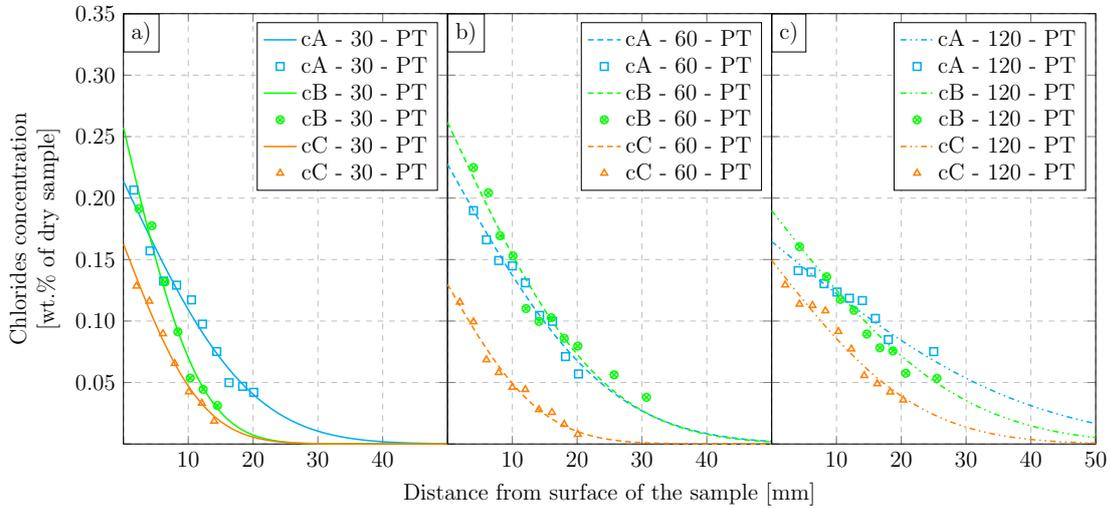 Chlorides concentration
[wt.% of dry sample]
0.35
0.30
0.25
0.20
0.15
0.10
0.05
a)
cA - 30 - PT
cA - 30 - PT
cB - 30 - PT
cB - 30 - PT
cC - 30 - PT
cC - 30 - PT
10 20 30 40
b)
cA - 60 - PT
cA - 60 - PT
cB - 60 - PT
cB - 60 - PT
cC - 60 - PT
cC - 60 - PT
10 20 30 40
c)
cA - 120 - PT
cA - 120 - PT
cB - 120 - PT
cB - 120 - PT
cC - 120 - PT
cC - 120 - PT
10 20 30 40 50
Distance from surface of the sample [mm]